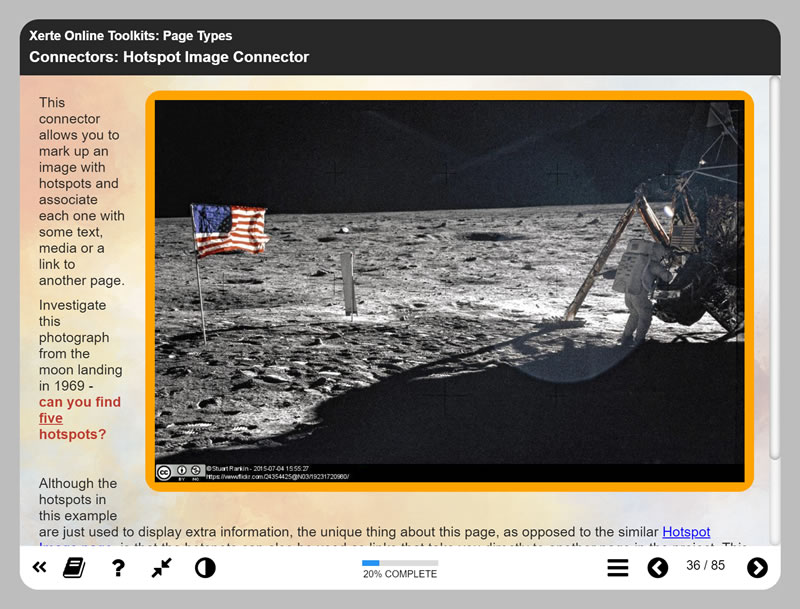 Xerte Online Toolkits: Page Types
Connectors: Hotspot Image Connector
This
connector
allows you to
mark up an
image with
hotspots and
associate
each one with
some text,
media or a
link to
another page.
Investigate
this
photograph
from the
moon landing
in 1969 -
can you find
five
hotspots?
©Stuart Rankin - 2015-07-04 15:55:27
https://www.flickr.com/24354425@N03/19231720980/
Although the
hotspots in
this example
are just used to display extra information, the unique thing about this page, as opposed to the similar Hotspot
Image page, is that the hotspots can also be used as links that take you directly to another page in the project. This
20% COMPLETE
36 / 85